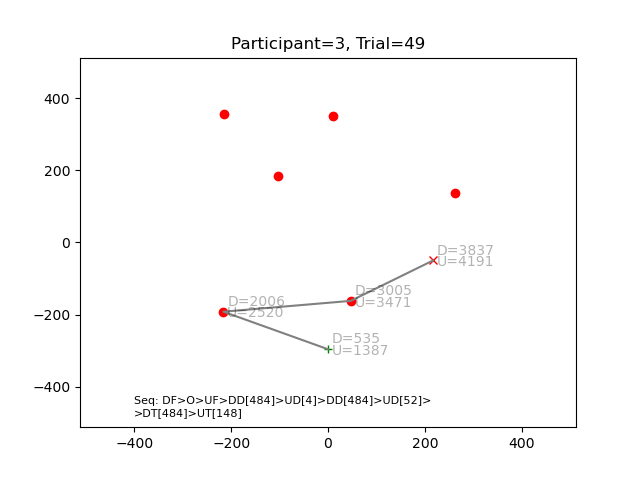 Participant=3, Trial=49
400
200
0
−200
−400
D=3837
U=4191
D=3005
U=3471
D=2006
U=2520
D=535
U=1387
Seq: DF>O>UF>DD[484]>UD[4]>DD[484]>UD[52]>
>DT[484]>UT[148]
−400 −200 0 200 400